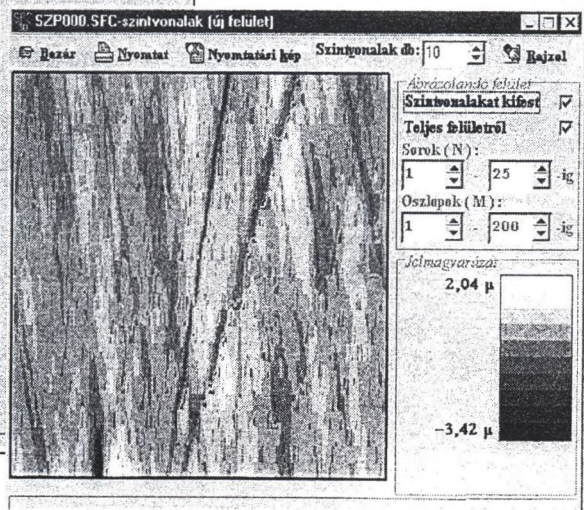 SZP000.SFC-szintvonalak (új felület)
Bezár Nyomtat Nyomtatási kép Szintvonalak db: 10 Rajzol
Ábrázolandó felület
Szintvonalakat kifest
Teljes felületről
Sorok (N):
1 - 25 -ig
Oszlopok (M):
1 - 200 -ig
Jelmagyarázat
2,04 μ
-3,42 μ